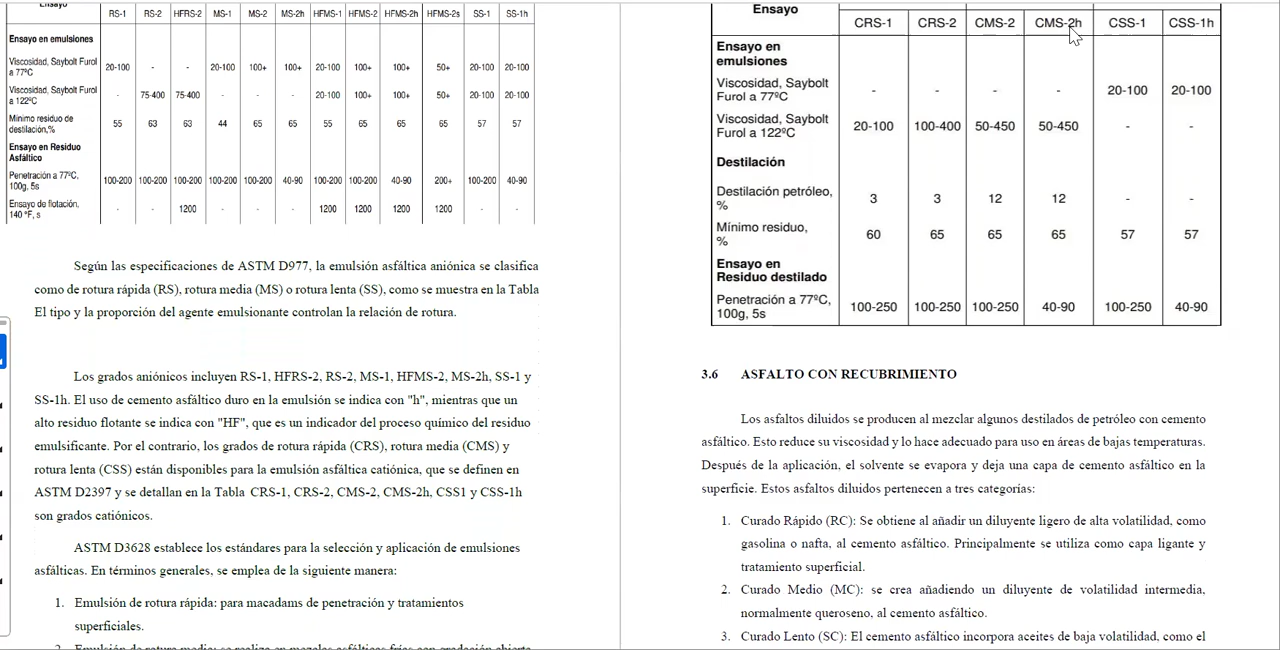 Ensayo
RS-1 RS-2 HFRS-2 MS-1 MS-2 MS-2h HFMS-1 HFMS-2 HFMS-2h HFMS-2s SS-1 SS-1h
Ensayo en emulsiones
Viscosidad, Saybolt Furol
a 77ºC
20-100 - - 20-100 100+ 100+ 20-100 100+ 100+ 50+ 20-100 20-100
Viscosidad, Saybolt Furol
a 122ºC
- 75-400 75-400 - - - 20-100 100+ 100+ 50+ 20-100 20-100
Mínimo residuo de
destilación,%
55 63 63 44 65 65 55 65 65 65 57 57
Ensayo en Residuo
Asfáltico
Penetración a 77ºC,
100g, 5s
100-200 100-200 100-200 100-200 100-200 40-90 100-200 100-200 40-90 200+ 100-200 40-90
Ensayo de flotación,
140 ºF, s
- - 1200 - - - 1200 1200 1200 1200 - -
Según las especificaciones de ASTM D977, la emulsión asfáltica aniónica se clasifica
como de rotura rápida (RS), rotura media (MS) o rotura lenta (SS), como se muestra en la Tabla
El tipo y la proporción del agente emulsionante controlan la relación de rotura.
Los grados aniónicos incluyen RS-1, HFRS-2, RS-2, MS-1, HFMS-2, MS-2h, SS-1 y
SS-1h. El uso de cemento asfáltico duro en la emulsión se indica con "h", mientras que un
alto residuo flotante se indica con "HF", que es un indicador del proceso químico del residuo
emulsificante. Por el contrario, los grados de rotura rápida (CRS), rotura media (CMS) y
rotura lenta (CSS) están disponibles para la emulsión asfáltica catiónica, que se definen en
ASTM D2397 y se detallan en la Tabla CRS-1, CRS-2, CMS-2, CMS-2h, CSS1 y CSS-1h
son grados catiónicos.
ASTM D3628 establece los estándares para la selección y aplicación de emulsiones
asfálticas. En términos generales, se emplea de la siguiente manera:
1. Emulsión de rotura rápida: para macadams de penetración y tratamientos
superficiales.
2. Emulsión de rotura media: se realiza en mezclas asfálticas frías con gradación abierta
Ensayo
CRS-1 CRS-2 CMS-2 CMS-2h CSS-1 CSS-1h
Ensayo en
emulsiones
Viscosidad, Saybolt
Furol a 77ºC
- - - - 20-100 20-100
Viscosidad, Saybolt
Furol a 122ºC
20-100 100-400 50-450 50-450 - -
Destilación
Destilación petróleo,
%
3 3 12 12 - -
Mínimo residuo,
%
60 65 65 65 57 57
Ensayo en
Residuo destilado
Penetración a 77ºC,
100g, 5s
100-250 100-250 100-250 40-90 100-250 40-90
3.6 ASFALTO CON RECUBRIMIENTO
Los asfaltos diluidos se producen al mezclar algunos destilados de petróleo con cemento
asfáltico. Esto reduce su viscosidad y lo hace adecuado para uso en áreas de bajas temperaturas.
Después de la aplicación, el solvente se evapora y deja una capa de cemento asfáltico en la
superficie. Estos asfaltos diluidos pertenecen a tres categorías:
1. Curado Rápido (RC): Se obtiene al añadir un diluyente ligero de alta volatilidad, como
gasolina o nafta, al cemento asfáltico. Principalmente se utiliza como capa ligante y
tratamiento superficial.
2. Curado Medio (MC): se crea añadiendo un diluyente de volatilidad intermedia,
normalmente queroseno, al cemento asfáltico.
3. Curado Lento (SC): El cemento asfáltico incorpora aceites de baja volatilidad, como el